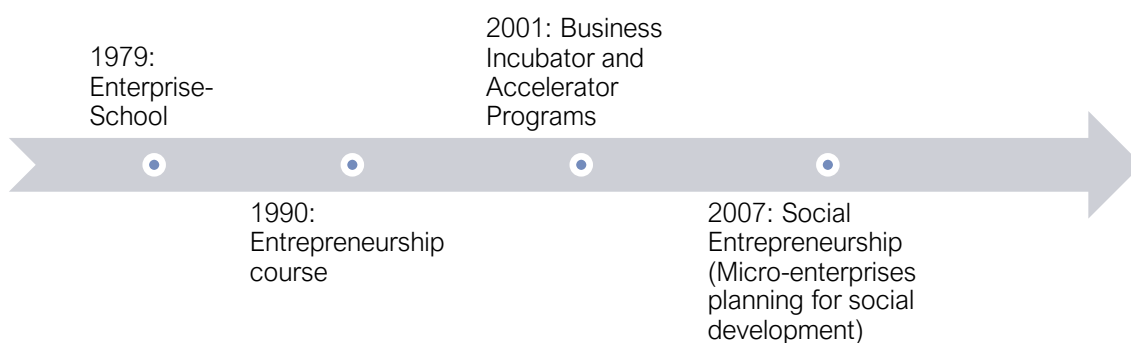 1979:
Enterprise-
School
1990:
Entrepreneurship
course
2001: Business
Incubator and
Accelerator
Programs
2007: Social
Entrepreneurship
(Micro-enterprises
planning for social
development)